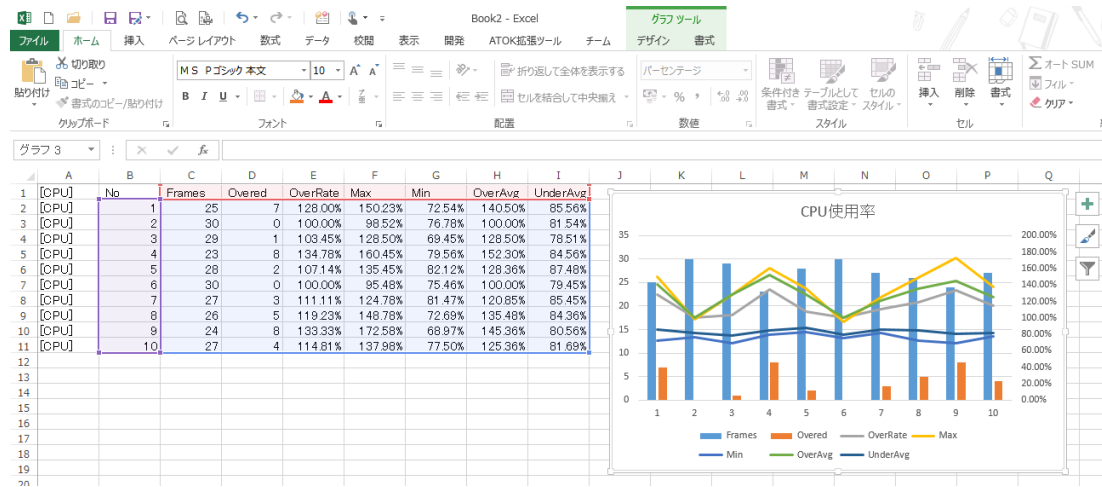 Book2 - Excel
グラフ ツール
ファイル ホーム 挿入 ページ レイアウト 数式 データ 校閲 表示 開発 ATOK拡張ツール チーム デザイン 書式
貼り付け
切り取り
コピー
書式のコピー/貼り付け
クリップボード
ＭＳ Ｐゴシック 本文 10
B I U
フォント
折り返して全体を表示する
セルを結合して中央揃え
配置
パーセンテージ
%
数値
条件付き書式
テーブルとして書式設定
セルのスタイル
スタイル
挿入 削除 書式
セル
Σ オート SUM
フィル
クリア
グラフ 3
fx
A B C D E F G H I J K L M N O P Q
1 [CPU] No Frames Overed OverRate Max Min OverAvg UnderAvg
2 [CPU] 1 25 7 128.00% 150.23% 72.54% 140.50% 85.56%
3 [CPU] 2 30 0 100.00% 98.52% 76.78% 100.00% 81.54%
4 [CPU] 3 29 1 103.45% 128.50% 69.45% 128.50% 78.51%
5 [CPU] 4 23 8 134.78% 160.45% 79.56% 152.30% 84.56%
6 [CPU] 5 28 2 107.14% 135.45% 82.12% 128.36% 87.48%
7 [CPU] 6 30 0 100.00% 95.48% 75.46% 100.00% 79.45%
8 [CPU] 7 27 3 111.11% 124.78% 81.47% 120.85% 85.45%
9 [CPU] 8 26 5 119.23% 148.78% 72.69% 135.48% 84.36%
10 [CPU] 9 24 8 133.33% 172.58% 68.97% 145.36% 80.56%
11 [CPU] 10 27 4 114.81% 137.98% 77.50% 125.36% 81.69%
12
13
14
15
16
17
18
19
20
CPU使用率
35
30
25
20
15
10
5
0
200.00%
180.00%
160.00%
140.00%
120.00%
100.00%
80.00%
60.00%
40.00%
20.00%
0.00%
1 2 3 4 5 6 7 8 9 10
Frames Overed OverRate Max
Min OverAvg UnderAvg